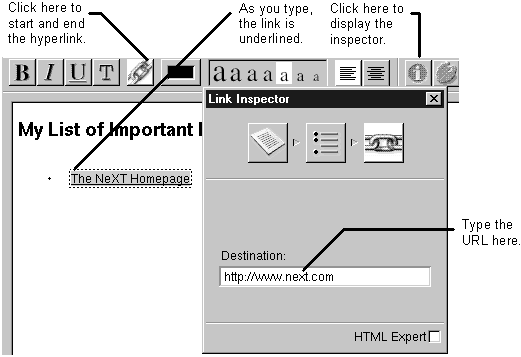 Click here to
start and end
the hyperlink.
As you type,
the link is
underlined.
Click here to
display the
inspector.
B I U T a a a a a a a
Link Inspector
My List of Important
• The NeXT Homepage
Type the
URL here.
Destination:
http://www.next.com
HTML Expert